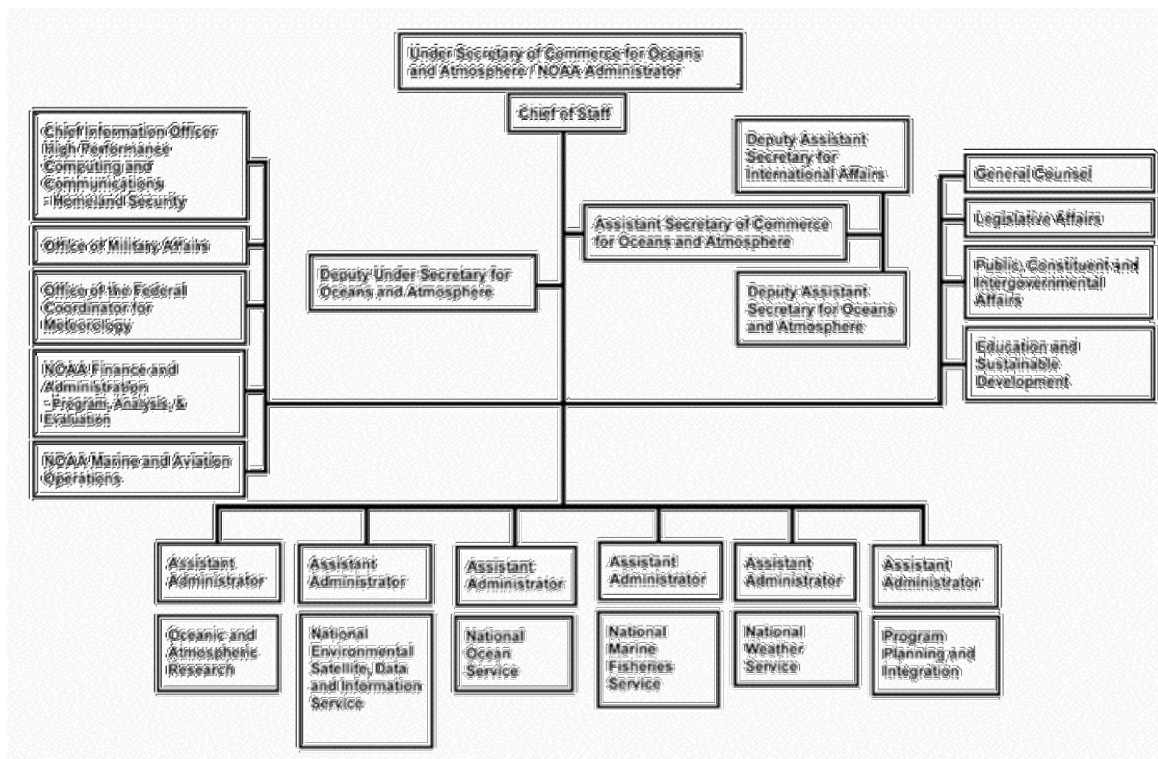 Under Secretary of Commerce for Oceans
and Atmosphere / NOAA Administrator
Chief of Staff
Chief Information Officer
High Performance
Computing and
Communications
- Homeland Security
Office of Military Affairs
Office of the Federal
Coordinator for
Meteorology
NOAA Finance and
Administration
- Program, Analysis, &
Evaluation
NOAA Marine and Aviation
Operations
Deputy Under Secretary for
Oceans and Atmosphere
Assistant Secretary of Commerce
for Oceans and Atmosphere
Deputy Assistant
Secretary for
International Affairs
Deputy Assistant
Secretary for Oceans
and Atmosphere
General Counsel
Legislative Affairs
Public, Constituent and
Intergovernmental
Affairs
Education and
Sustainable
Development
Assistant
Administrator
Oceanic and
Atmospheric
Research
Assistant
Administrator
National
Environmental
Satellite, Data
and Information
Service
Assistant
Administrator
National
Ocean
Service
Assistant
Administrator
National
Marine
Fisheries
Service
Assistant
Administrator
National
Weather
Service
Assistant
Administrator
Program
Planning and
Integration